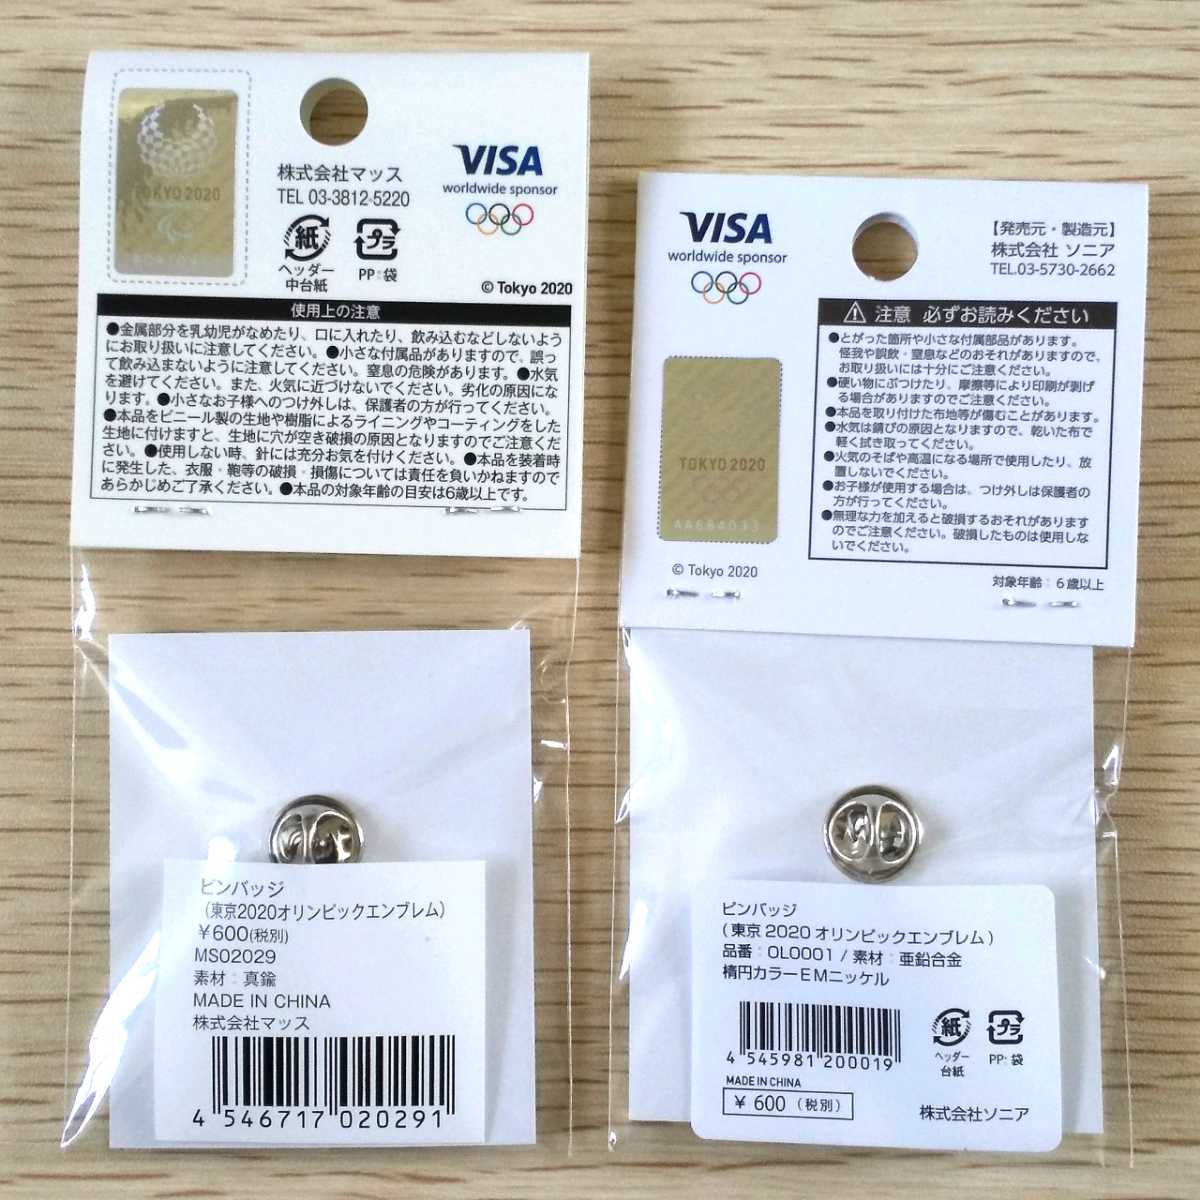 TOKYO 2020
株式会社マッス
TEL 03-3812-5220
紙
ヘッダー
中台紙
プラ
PP:袋
VISA
worldwide sponsor
© Tokyo 2020
使用上の注意
●金属部分を乳幼児がなめたり、口に入れたり、飲み込むなどしないよう
にお取り扱いに注意してください。●小さな付属品がありますので、誤っ
て飲み込まないように注意してください。窒息の危険があります。●水気
を避けてください。また、火気に近づけないでください。劣化の原因にな
ります。●小さなお子様へのつけ外しは、保護者の方が行ってください。
●本品をビニール製の生地や樹脂によるライニングやコーティングをした
生地に付けますと、生地に穴が空き破損の原因となりますのでご注意くだ
さい。●使用しない時、針には充分お気を付けください。●本品を装着時
に発生した、衣服・鞄等の破損・損傷については責任を負いかねますので
あらかじめご了承ください。●本品の対象年齢の目安は6歳以上です。
ピンバッジ
(東京2020オリンピックエンブレム)
￥600(税別)
MS02029
素材：真鍮
MADE IN CHINA
株式会社マッス
4 546717 020291
VISA
worldwide sponsor
【発売元・製造元】
株式会社 ソニア
TEL.03-5730-2662
TOKYO 2020
AA684033
© Tokyo 2020
注意 必ずお読みください
●とがった箇所や小さな付属部品があります。
怪我や誤飲・窒息などのおそれがありますので、
お取り扱いには十分にご注意ください。
●硬い物にぶつけたり、摩擦等により印刷が剥げ
る場合がありますのでご注意ください。
●本品を取り付けた布地等が傷むことがあります。
●水気は錆びの原因となりますので、乾いた布で
軽く拭き取ってください。
●火気のそばや高温になる場所で使用したり、放
置しないでください。
●お子様が使用する場合は、つけ外しは保護者の
方が行ってください。
●無理な力を加えると破損するおそれがあります
のでご注意ください。破損したものは使用しな
いでください。
対象年齢：6歳以上
ピンバッジ
(東京2020オリンピックエンブレム)
品番：OL0001/素材：亜鉛合金
楕円カラーEMニッケル
4 545981 200019
紙
ヘッダー
台紙
プラ
PP:袋
MADE IN CHINA
￥600（税別）
株式会社ソニア